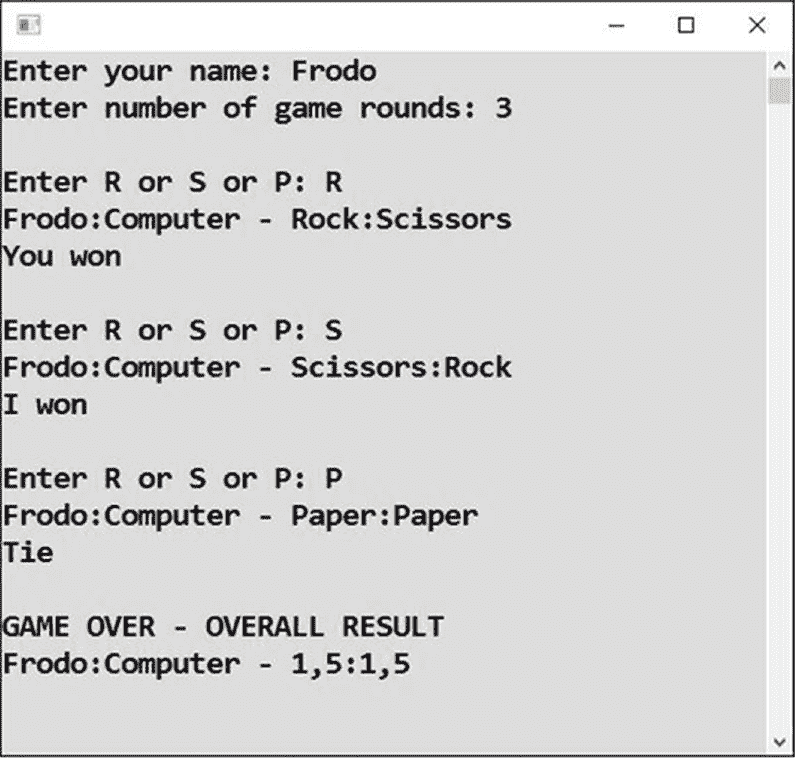 Enter your name: Frodo
Enter number of game rounds: 3
Enter R or S or P: R
Frodo:Computer - Rock:Scissors
You won
Enter R or S or P: S
Frodo:Computer - Scissors:Rock
I won
Enter R or S or P: P
Frodo:Computer - Paper:Paper
Tie
GAME OVER - OVERALL RESULT
Frodo:Computer - 1,5:1,5